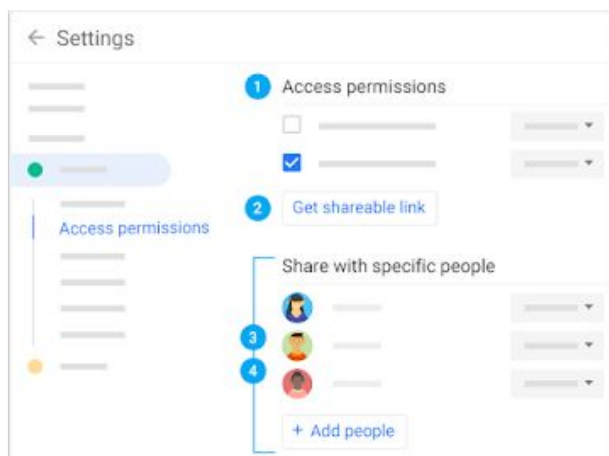 ← Settings
1 Access permissions
2 Get shareable link
Access permissions
Share with specific people
3
4
+ Add people